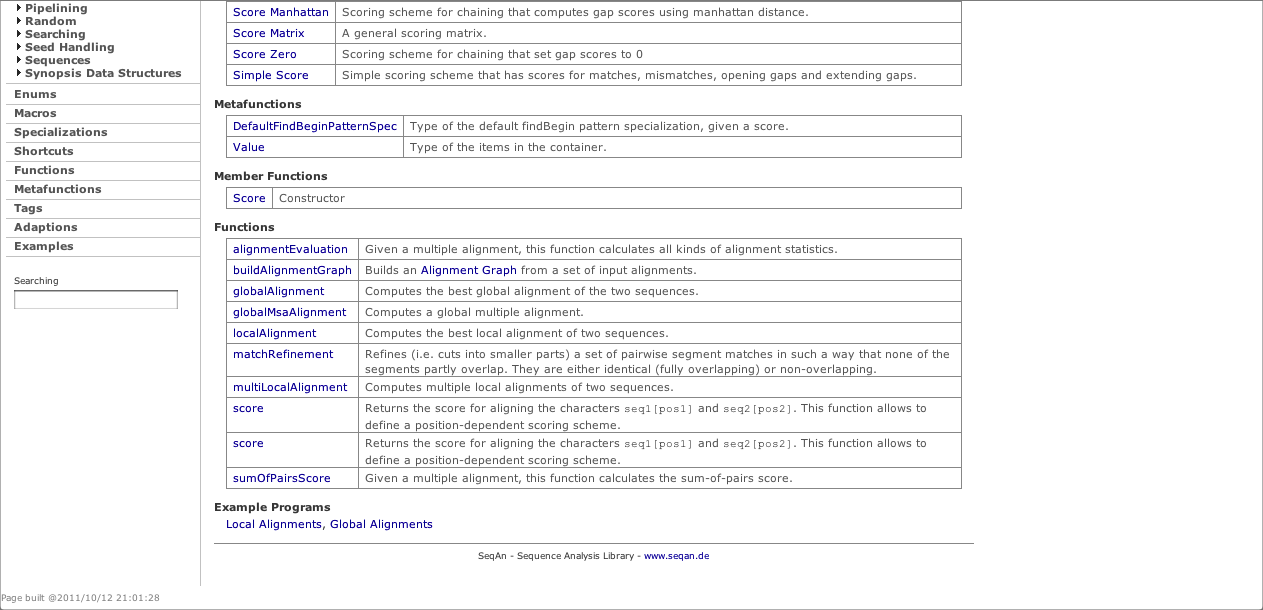 Pipelining
Random
Searching
Seed Handling
Sequences
Synopsis Data Structures
Enums
Macros
Specializations
Shortcuts
Functions
Metafunctions
Tags
Adaptions
Examples
Searching
Score Manhattan Scoring scheme for chaining that computes gap scores using manhattan distance.
Score Matrix A general scoring matrix.
Score Zero Scoring scheme for chaining that set gap scores to 0
Simple Score Simple scoring scheme that has scores for matches, mismatches, opening gaps and extending gaps.
Metafunctions
DefaultFindBeginPatternSpec Type of the default findBegin pattern specialization, given a score.
Value Type of the items in the container.
Member Functions
Score Constructor
Functions
alignmentEvaluation Given a multiple alignment, this function calculates all kinds of alignment statistics.
buildAlignmentGraph Builds an Alignment Graph from a set of input alignments.
globalAlignment Computes the best global alignment of the two sequences.
globalMsaAlignment Computes a global multiple alignment.
localAlignment Computes the best local alignment of two sequences.
matchRefinement Refines (i.e. cuts into smaller parts) a set of pairwise segment matches in such a way that none of the
segments partly overlap. They are either identical (fully overlapping) or non-overlapping.
multiLocalAlignment Computes multiple local alignments of two sequences.
score Returns the score for aligning the characters seq1[pos1] and seq2[pos2]. This function allows to
define a position-dependent scoring scheme.
score Returns the score for aligning the characters seq1[pos1] and seq2[pos2]. This function allows to
define a position-dependent scoring scheme.
sumOfPairsScore Given a multiple alignment, this function calculates the sum-of-pairs score.
Example Programs
Local Alignments, Global Alignments
SeqAn - Sequence Analysis Library - www.seqan.de
Page built @2011/10/12 21:01:28